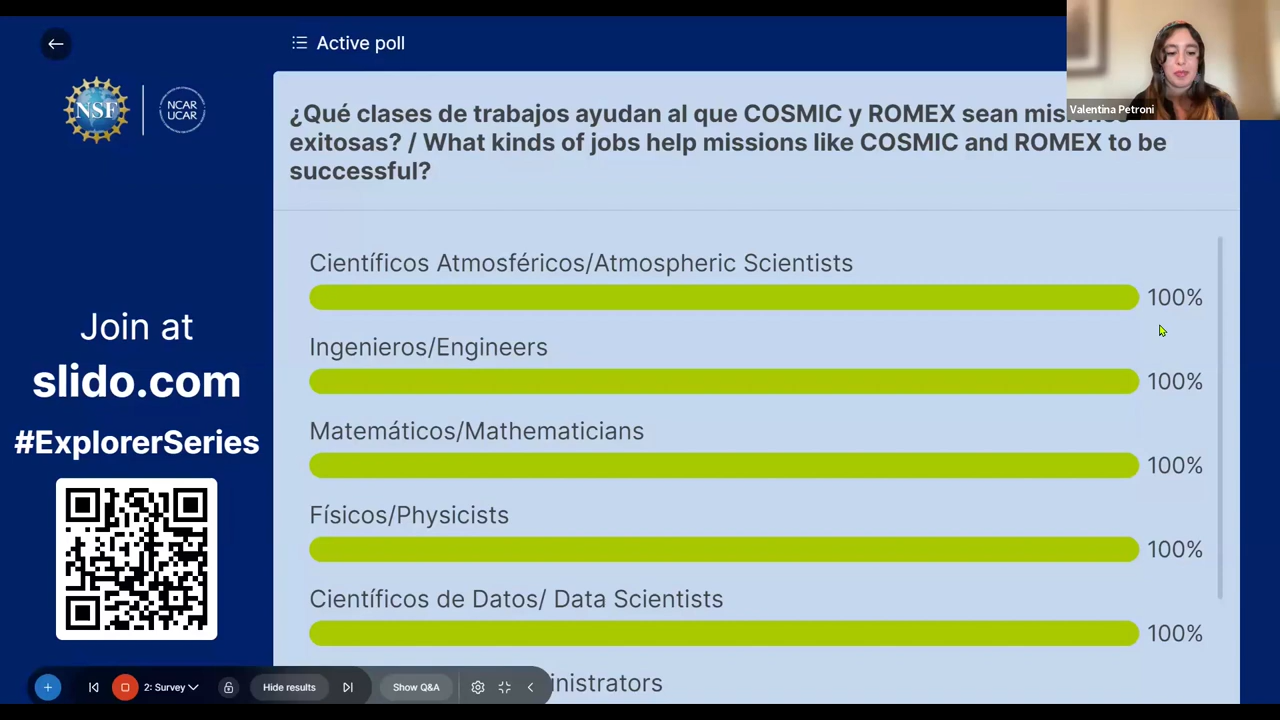 Active poll
NSF
NCAR
UCAR
Valentina Petroni
¿Qué clases de trabajos ayudan al que COSMIC y ROMEX sean
exitosas? / What kinds of jobs help missions like COSMIC and ROMEX to be
successful?
Científicos Atmosféricos/Atmospheric Scientists
100%
Ingenieros/Engineers
100%
Matemáticos/Mathematicians
100%
Físicos/Physicists
100%
Científicos de Datos/ Data Scientists
100%
Join at
slido.com
#ExplorerSeries
2: Survey
Hide results
Show Q&A